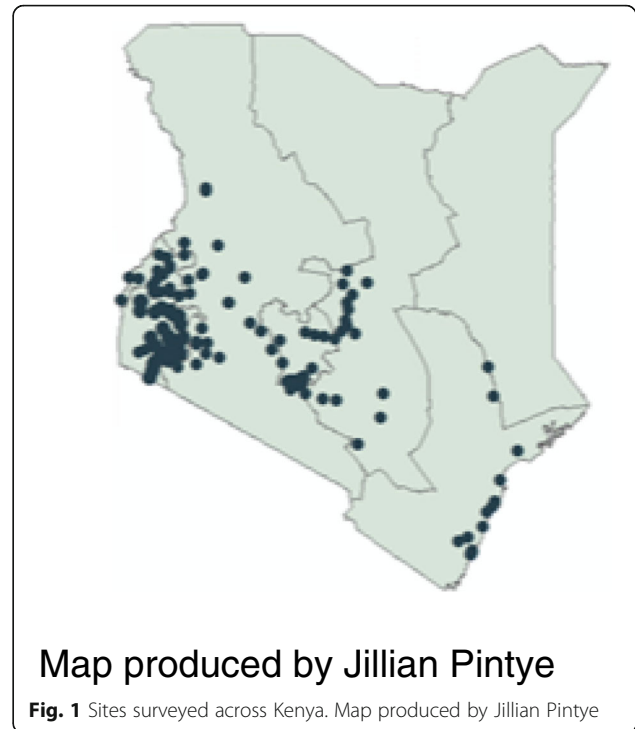 Map produced by Jillian Pintye
Fig. 1 Sites surveyed across Kenya. Map produced by Jillian Pintye